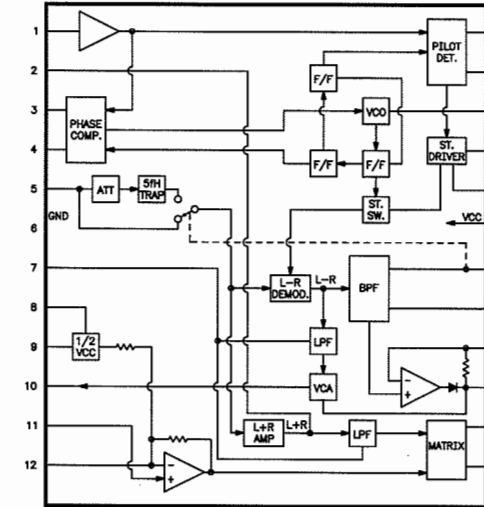 1
PILOT DET.
2
F/F
3
PHASE COMP.
VCO
4
F/F
F/F
ST. DRIVER
5
ATT
5fH TRAP
GND
ST. SW.
VCC
6
7
L-R DEMOD.
L-R
BPF
8
1/2 VCC
LPF
9
10
VCA
-
+
11
L+R AMP
L+R
LPF
MATRIX
12
-
+